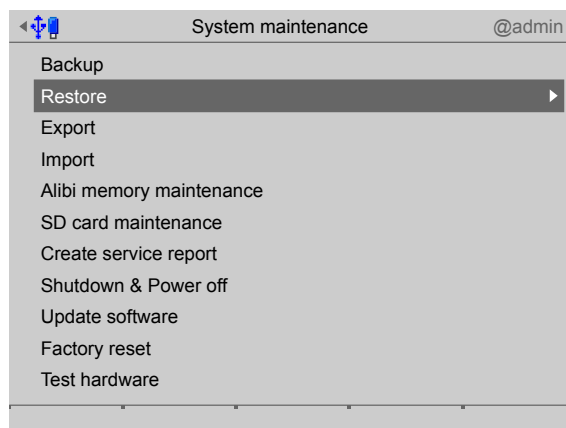 System maintenance @admin
Backup
Restore
Export
Import
Alibi memory maintenance
SD card maintenance
Create service report
Shutdown & Power off
Update software
Factory reset
Test hardware